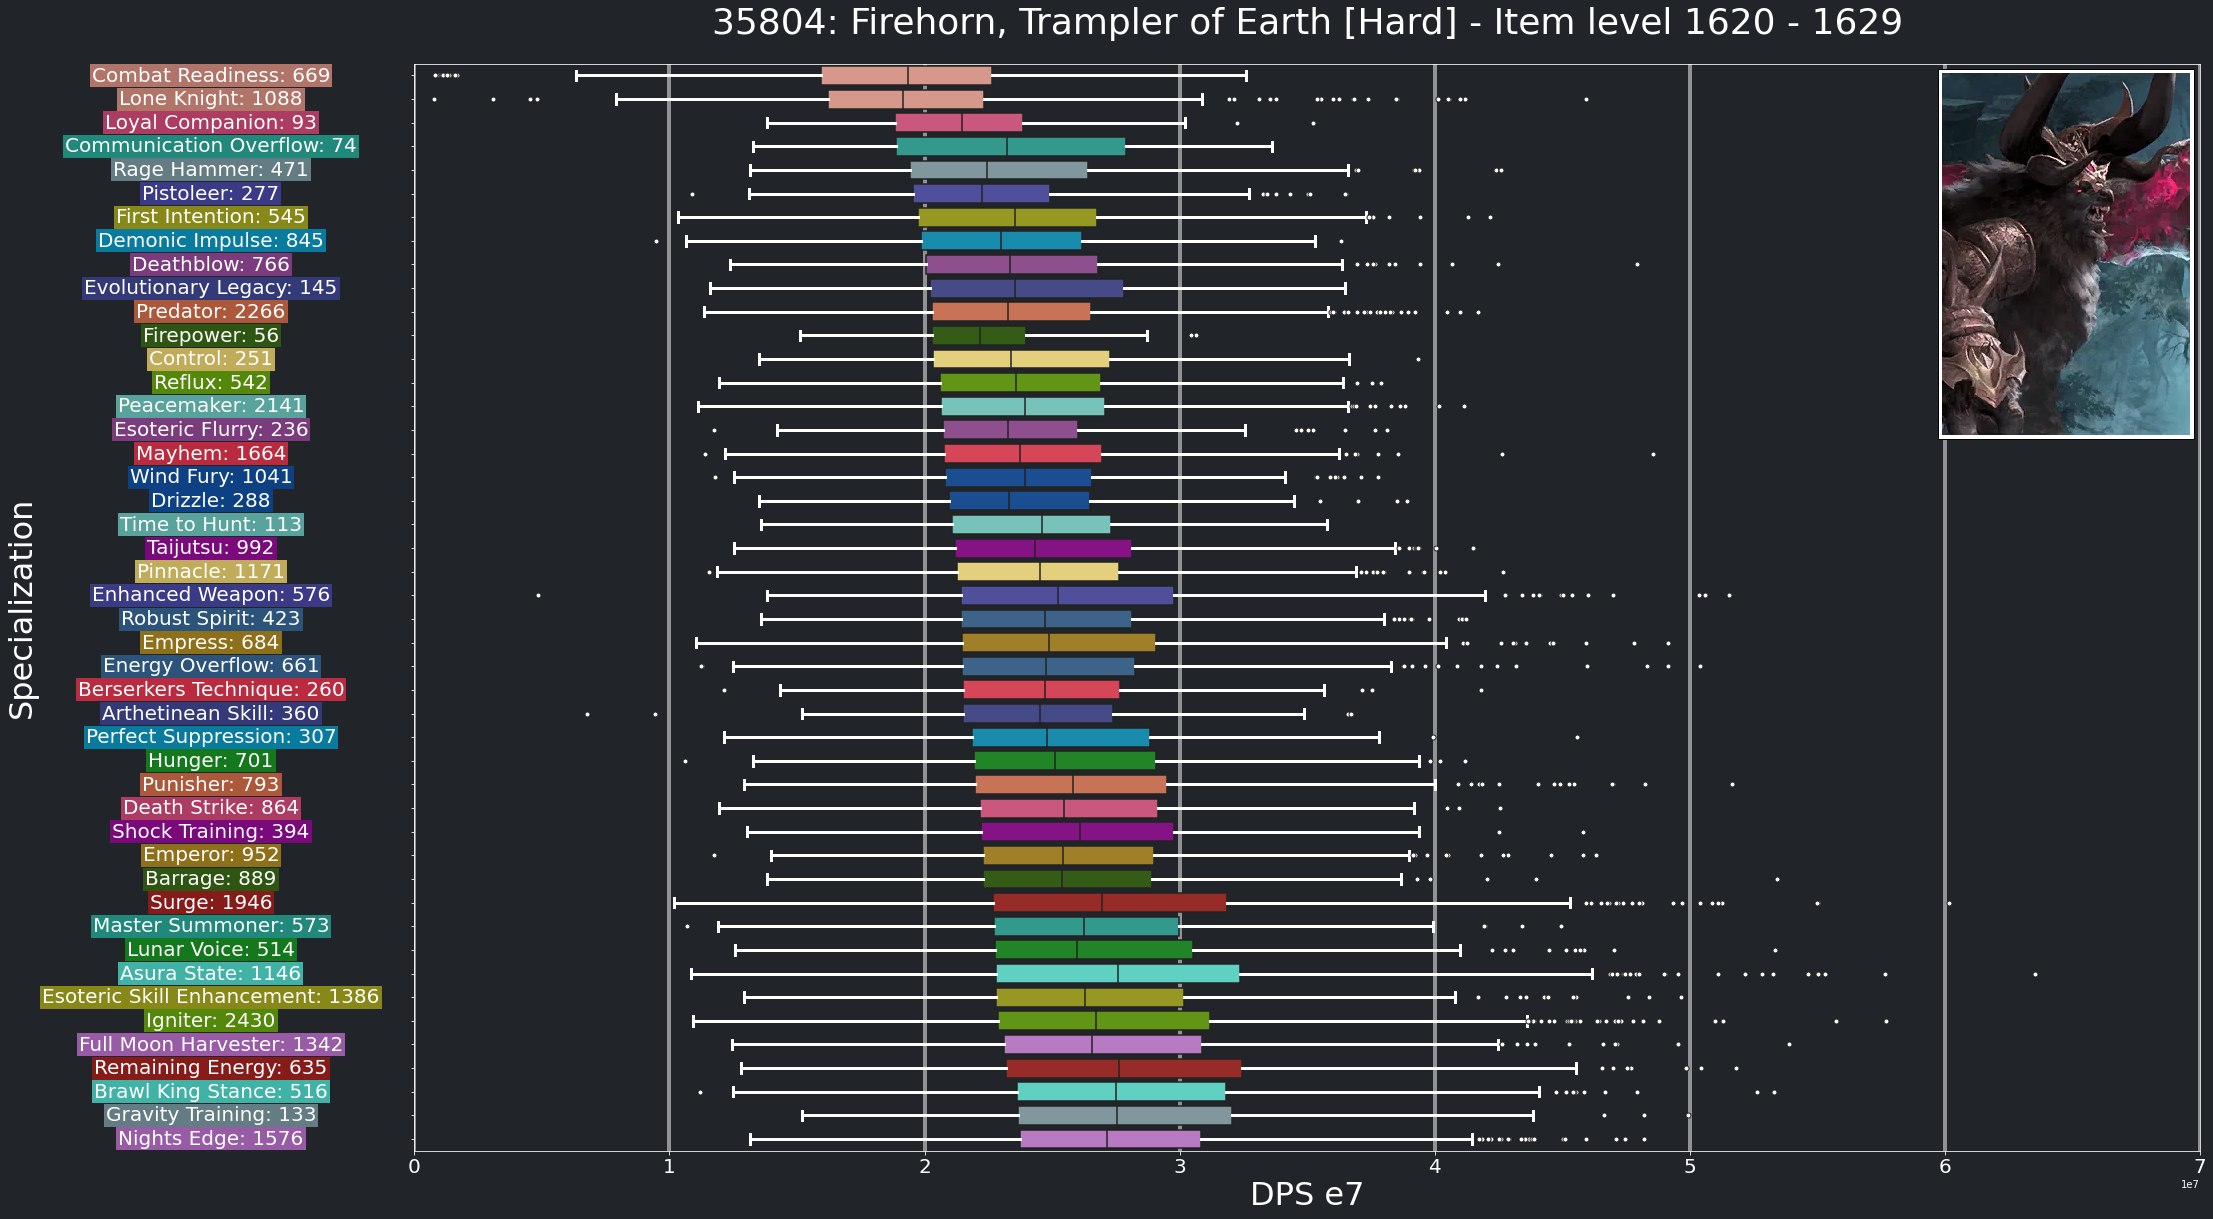 35804: Firehorn, Trampler of Earth [Hard] - Item level 1620 - 1629
Combat Readiness: 669
Lone Knight: 1088
Loyal Companion: 93
Communication Overflow: 74
Rage Hammer: 471
Pistoleer: 277
First Intention: 545
Demonic Impulse: 845
Deathblow: 766
Evolutionary Legacy: 145
Predator: 2266
Firepower: 56
Control: 251
Reflux: 542
Peacemaker: 2141
Esoteric Flurry: 236
Mayhem: 1664
Wind Fury: 1041
Drizzle: 288
Time to Hunt: 113
Taijutsu: 992
Pinnacle: 1171
Enhanced Weapon: 576
Robust Spirit: 423
Empress: 684
Energy Overflow: 661
Berserkers Technique: 260
Arthetinean Skill: 360
Perfect Suppression: 307
Hunger: 701
Punisher: 793
Death Strike: 864
Shock Training: 394
Emperor: 952
Barrage: 889
Surge: 1946
Master Summoner: 573
Lunar Voice: 514
Asura State: 1146
Esoteric Skill Enhancement: 1386
Igniter: 2430
Full Moon Harvester: 1342
Remaining Energy: 635
Brawl King Stance: 516
Gravity Training: 133
Nights Edge: 1576
Specialization
0 1 2 3 4 5 6 7
1e7
DPS e7